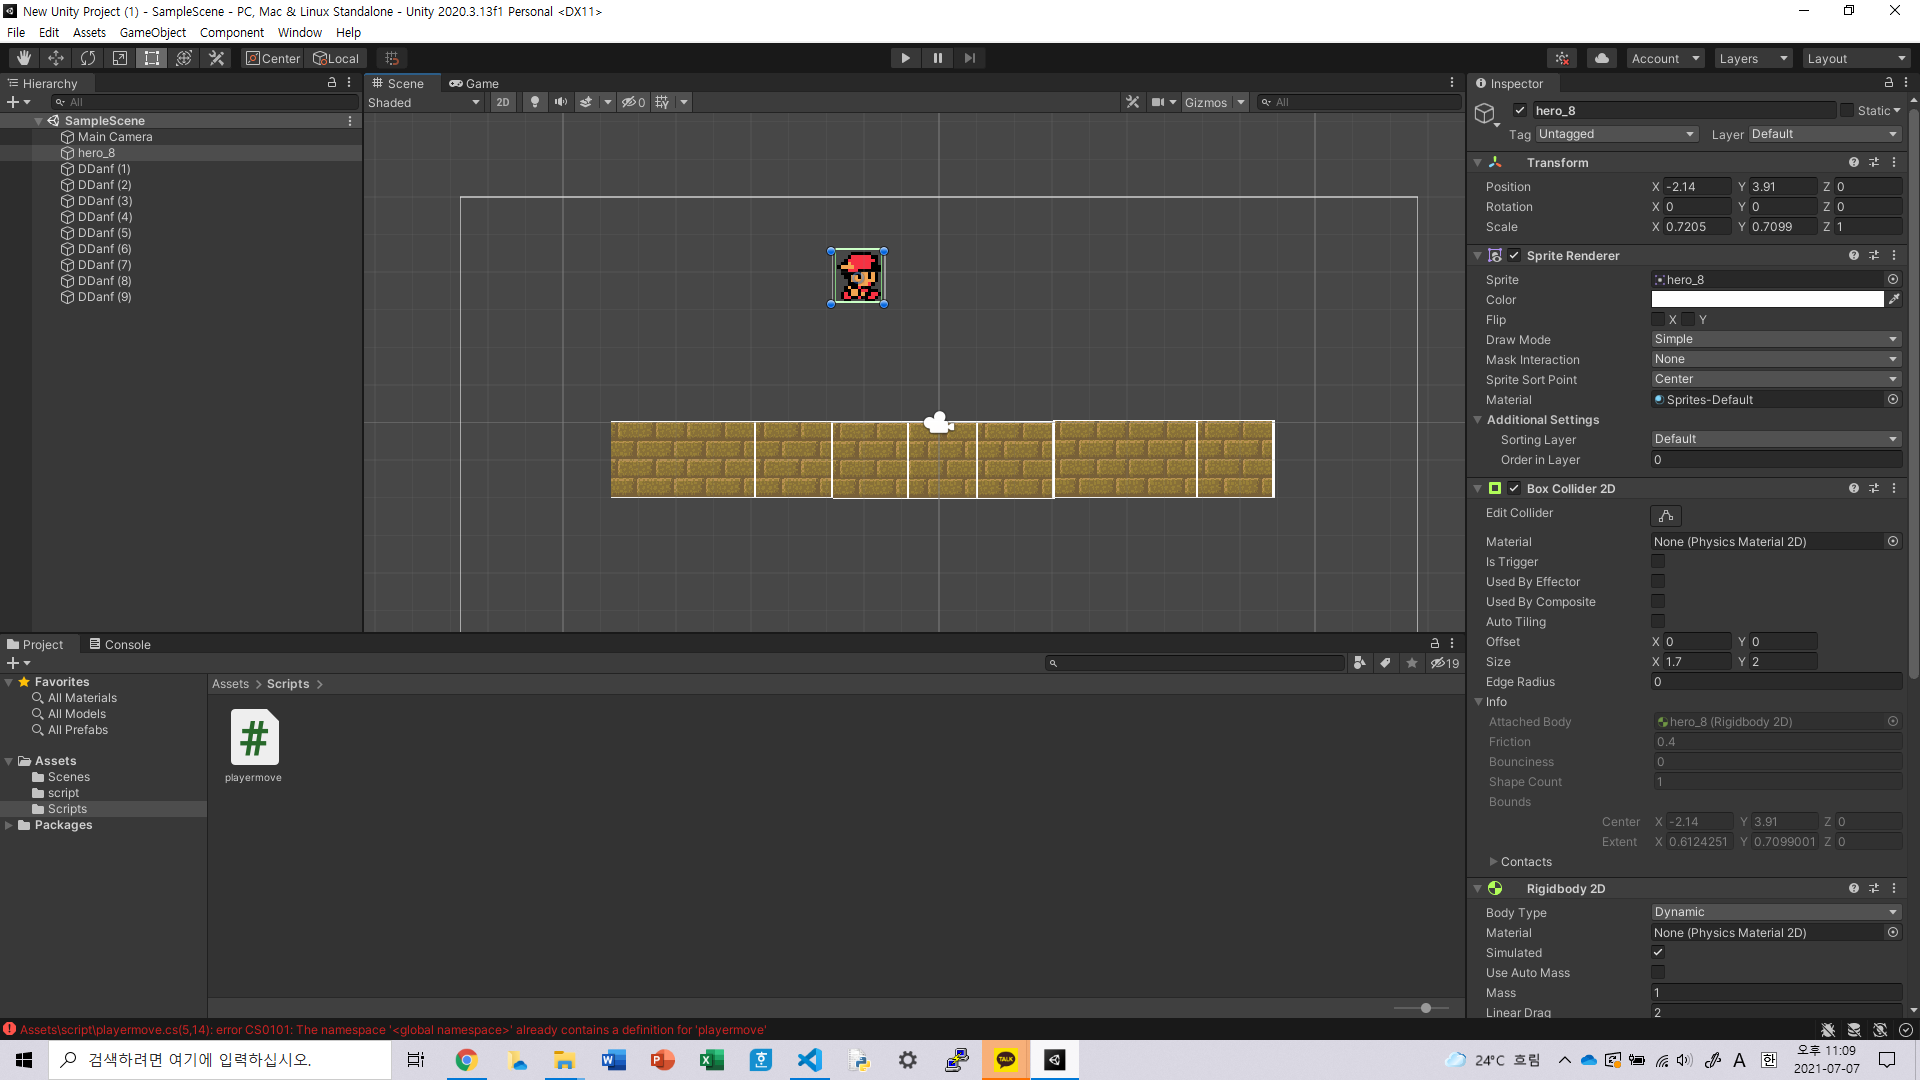 New Unity Project (1) - SampleScene - PC, Mac & Linux Standalone - Unity 2020.3.13f1 Personal <DX11>
File Edit Assets GameObject Component Window Help
Center Local Account Layers Layout
Hierarchy
All
SampleScene
Main Camera
hero_8
DDanf (1)
DDanf (2)
DDanf (3)
DDanf (4)
DDanf (5)
DDanf (6)
DDanf (7)
DDanf (8)
DDanf (9)
Scene Game
Shaded 2D 0 Gizmos All
Inspector
hero_8 Static
Tag Untagged Layer Default
Transform
Position X -2.14 Y 3.91 Z 0
Rotation X 0 Y 0 Z 0
Scale X 0.7205 Y 0.7099 Z 1
Sprite Renderer
Sprite hero_8
Color
Flip X Y
Draw Mode Simple
Mask Interaction None
Sprite Sort Point Center
Material Sprites-Default
Additional Settings
Sorting Layer Default
Order in Layer 0
Box Collider 2D
Edit Collider
Material None (Physics Material 2D)
Is Trigger
Used By Effector
Used By Composite
Auto Tiling
Offset X 0 Y 0
Size X 1.7 Y 2
Edge Radius 0
Info
Attached Body hero_8 (Rigidbody 2D)
Friction 0.4
Bounciness 0
Shape Count 1
Bounds
Center X -2.14 Y 3.91 Z 0
Extent X 0.6124251 Y 0.7099001 Z 0
Contacts
Rigidbody 2D
Body Type Dynamic
Material None (Physics Material 2D)
Simulated
Use Auto Mass
Mass 1
Linear Drag 2
Project Console
19
Favorites
All Materials
All Models
All Prefabs
Assets
Scenes
script
Scripts
Packages
Assets > Scripts >
#
playermove
Assets\script\playermove.cs(5,14): error CS0101: The namespace '<global namespace>' already contains a definition for 'playermove'
검색하려면 여기에 입력하십시오.
TALK
24°C 흐림
A 한
오후 11:09
2021-07-07